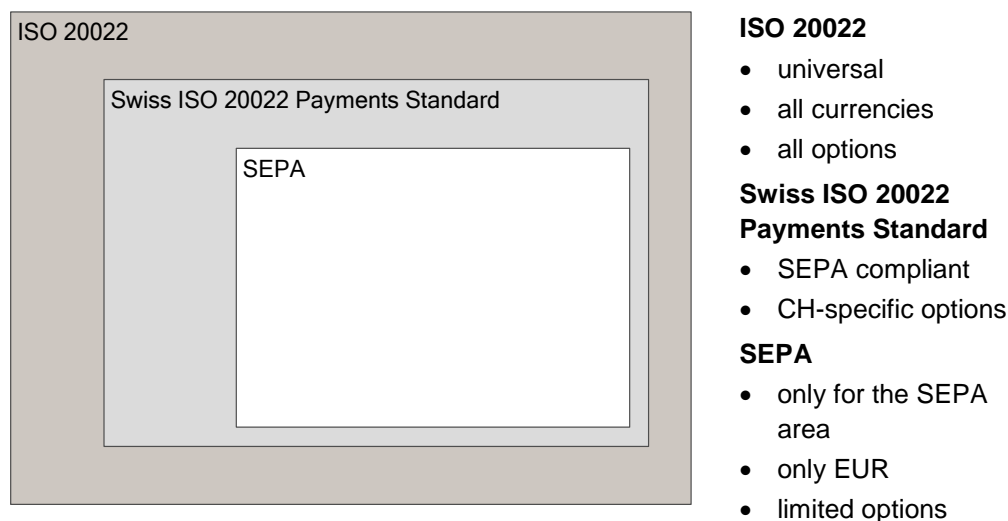 ISO 20022
Swiss ISO 20022 Payments Standard
SEPA
ISO 20022
• universal
• all currencies
• all options
Swiss ISO 20022
Payments Standard
• SEPA compliant
• CH-specific options
SEPA
• only for the SEPA
area
• only EUR
• limited options